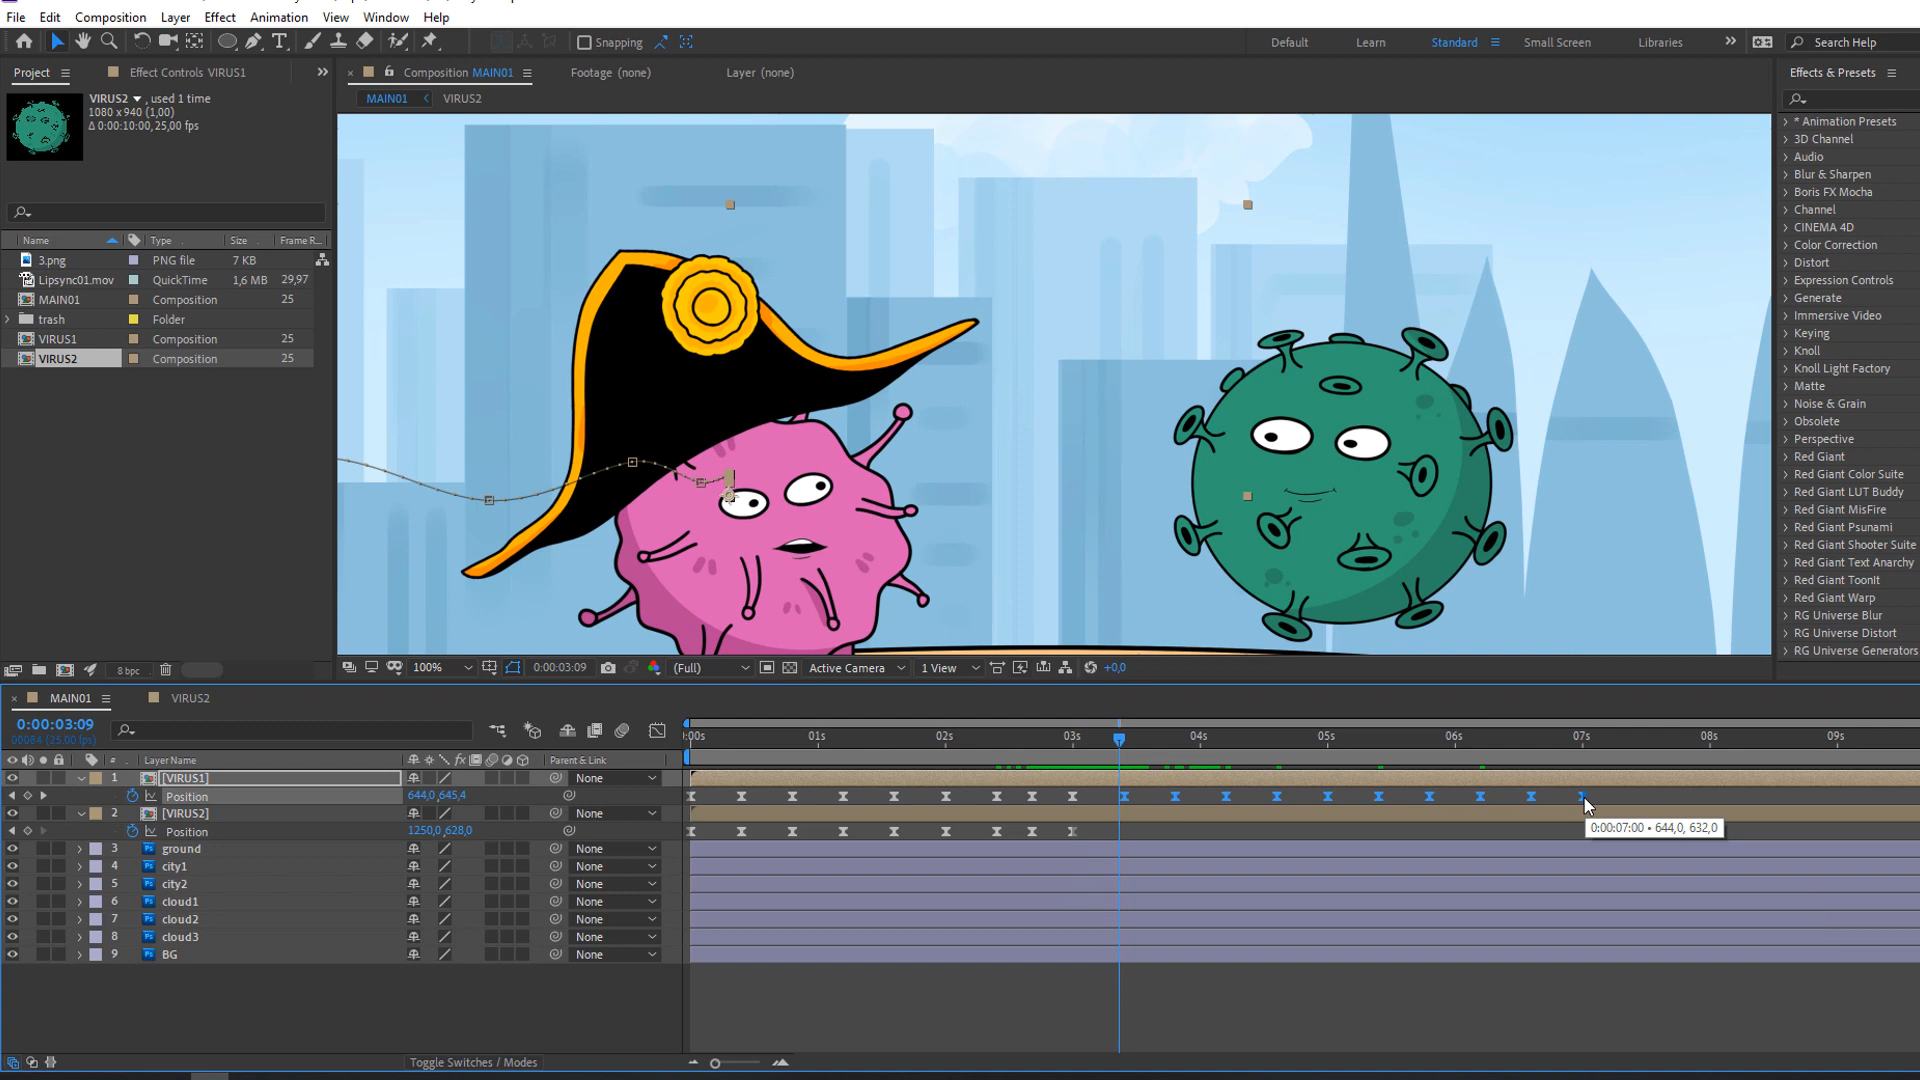 File Edit Composition Layer Effect Animation View Window Help
Snapping
Default Learn Standard Small Screen Libraries Search Help
Project Effect Controls VIRUS1
Composition MAIN01 Footage (none) Layer (none)
Effects & Presets
MAIN01 VIRUS2
VIRUS2 , used 1 time
1080 x 940 (1,00)
Δ 0:00:10:00, 25,00 fps
Name Type Size Frame R...
3.png PNG file 7 KB
Lipsync01.mov QuickTime 1,6 MB 29,97
MAIN01 Composition 25
trash Folder
VIRUS1 Composition 25
VIRUS2 Composition 25
* Animation Presets
3D Channel
Audio
Blur & Sharpen
Boris FX Mocha
Channel
CINEMA 4D
Color Correction
Distort
Expression Controls
Generate
Immersive Video
Keying
Knoll
Knoll Light Factory
Matte
Noise & Grain
Obsolete
Perspective
Red Giant
Red Giant Color Suite
Red Giant LUT Buddy
Red Giant MisFire
Red Giant Psunami
Red Giant Shooter Suite
Red Giant Text Anarchy
Red Giant ToonIt
Red Giant Warp
RG Universe Blur
RG Universe Distort
RG Universe Generators
8 bpc
100% 0:00:03:09 (Full) Active Camera 1 View +0,0
MAIN01 VIRUS2
0:00:03:09
00084 (25.00 fps)
:00s 01s 02s 03s 04s 05s 06s 07s 08s 09s
# Layer Name fx Parent & Link
1 [VIRUS1] None
Position 644,0,645,4
2 [VIRUS2] None
Position 1250,0,628,0
0:00:07:00 • 644,0, 632,0
3 ground None
4 city1 None
5 city2 None
6 cloud1 None
7 cloud2 None
8 cloud3 None
9 BG None
Toggle Switches / Modes